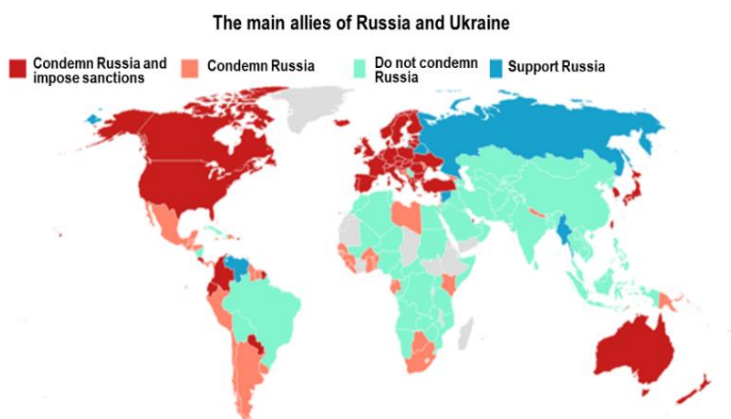 The main allies of Russia and Ukraine
Condemn Russia and
impose sanctions
Condemn Russia
Do not condemn
Russia
Support Russia